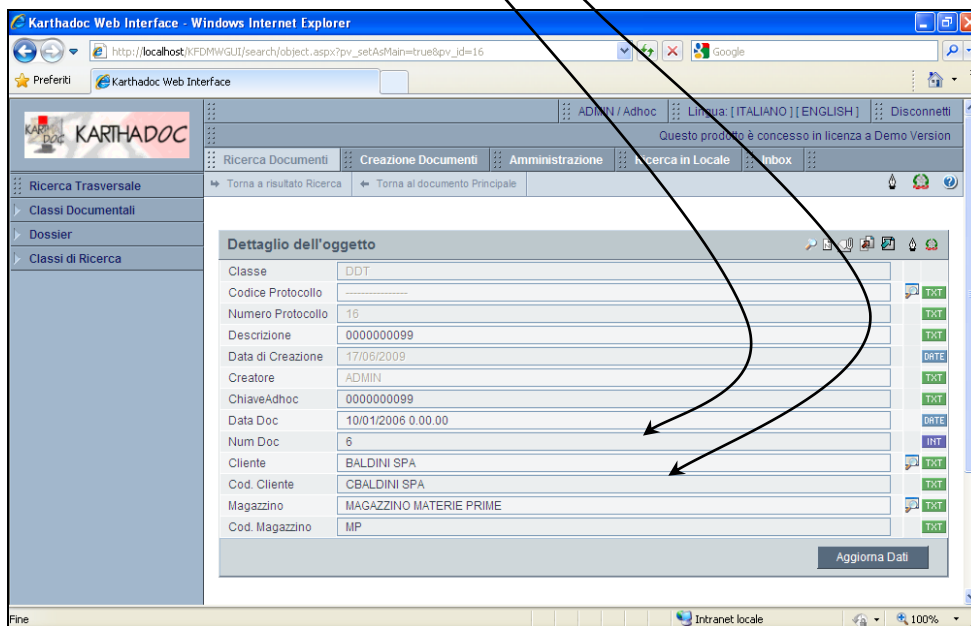 Karthadoc Web Interface - Windows Internet Explorer
http://localhost/KFDMWGUI/search/object.aspx?pv_setAsMain=true&pv_id=16
Google
Preferiti
Karthadoc Web Interface
KARTHADOC
ADMIN / Adhoc
Lingua: [ITALIANO ] [ENGLISH ]
Disconnetti
Questo prodotto è concesso in licenza a Demo Version
Ricerca Documenti
Creazione Documenti
Amministrazione
Ricerca in Locale
Inbox
Torna a risultato Ricerca
Torna al documento Principale
Ricerca Trasversale
Classi Documentali
Dossier
Classi di Ricerca
Dettaglio dell'oggetto
Classe DDT
Codice Protocollo ---------------- TXT
Numero Protocollo 16 TXT
Descrizione 0000000099 TXT
Data di Creazione 17/06/2009 DATE
Creatore ADMIN TXT
ChiaveAdhoc 0000000099 TXT
Data Doc 10/01/2006 0.00.00 DATE
Num Doc 6 INT
Cliente BALDINI SPA TXT
Cod. Cliente CBALDINI SPA TXT
Magazzino MAGAZZINO MATERIE PRIME TXT
Cod. Magazzino MP TXT
Aggiorna Dati
Fine
Intranet locale
100%